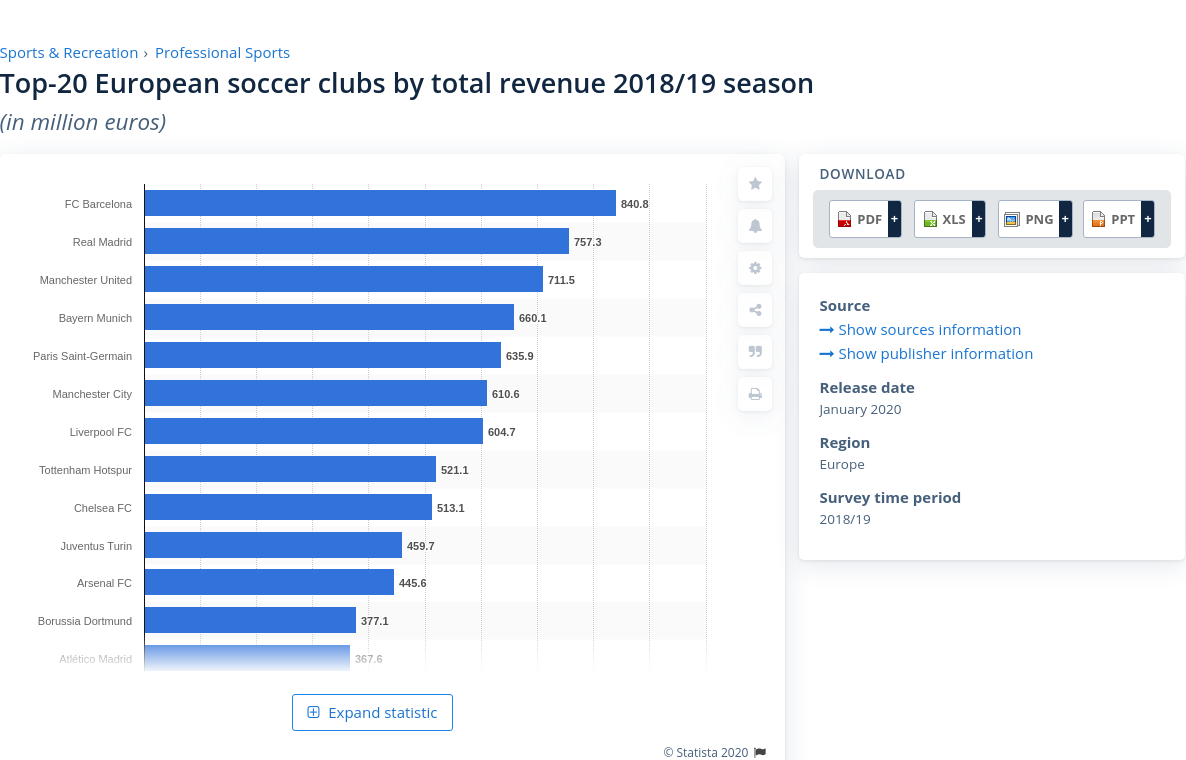 Sports & Recreation › Professional Sports
Top-20 European soccer clubs by total revenue 2018/19 season
(in million euros)
FC Barcelona 840.8
Real Madrid 757.3
Manchester United 711.5
Bayern Munich 660.1
Paris Saint-Germain 635.9
Manchester City 610.6
Liverpool FC 604.7
Tottenham Hotspur 521.1
Chelsea FC 513.1
Juventus Turin 459.7
Arsenal FC 445.6
Borussia Dortmund 377.1
Atlético Madrid 367.6
Expand statistic
© Statista 2020
DOWNLOAD
PDF + XLS + PNG + PPT +
Source
Show sources information
Show publisher information
Release date
January 2020
Region
Europe
Survey time period
2018/19